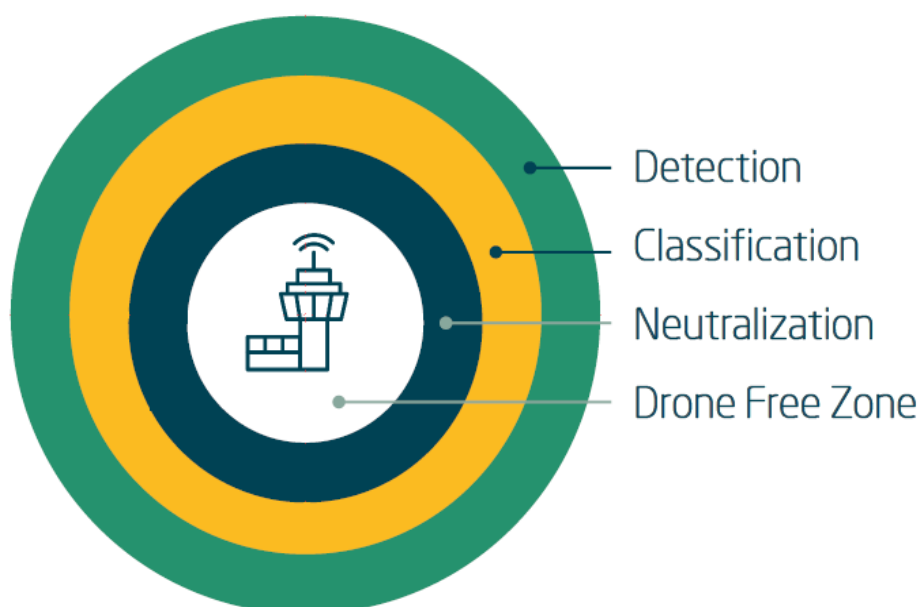 Detection
Classification
Neutralization
Drone Free Zone